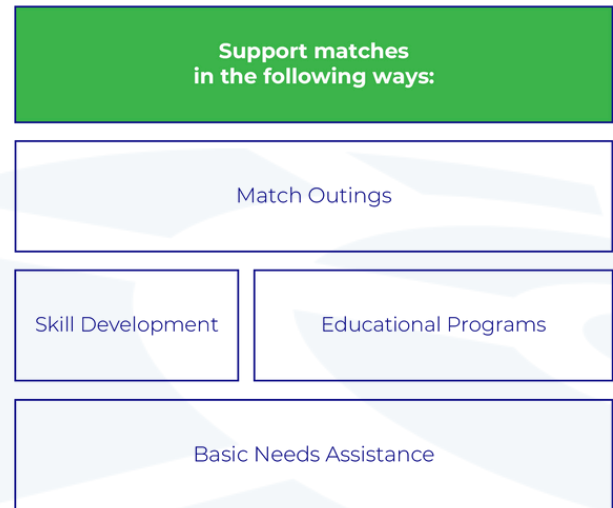 Support matches
in the following ways:
Match Outings
Skill Development
Educational Programs
Basic Needs Assistance